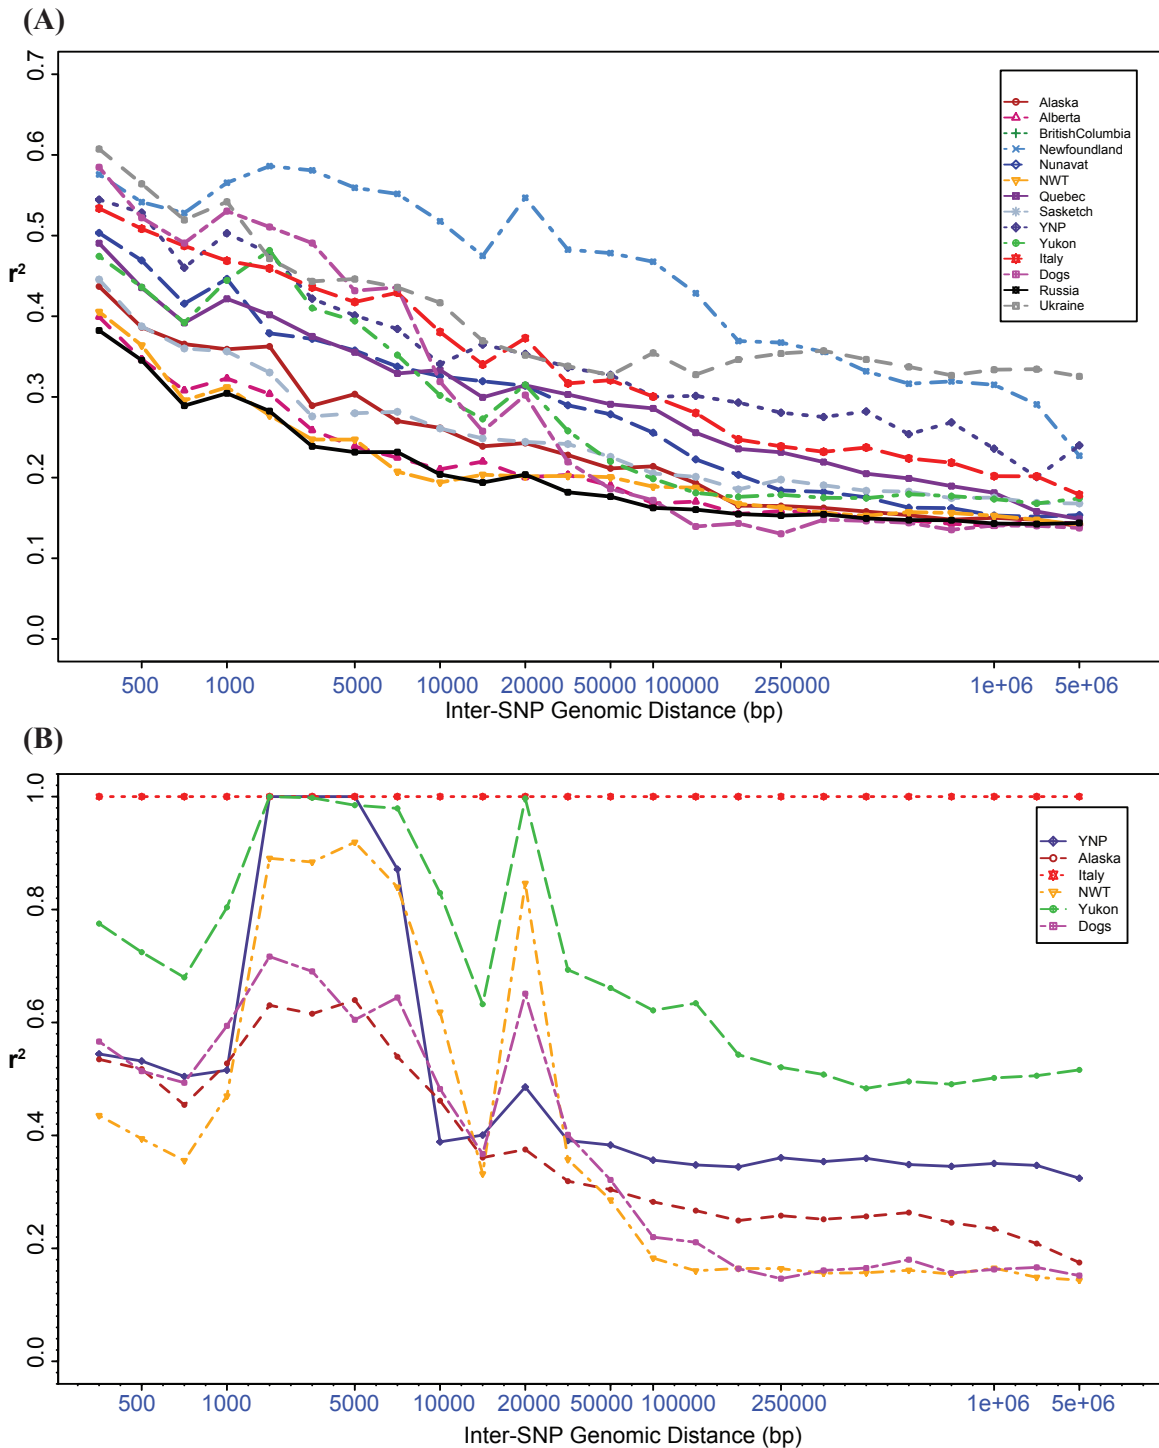 (A)
0.7
0.6
0.5
0.4
0.3
0.2
0.1
0.0
r²
Alaska
Alberta
BritishColumbia
Newfoundland
Nunavat
NWT
Quebec
Sasketch
YNP
Yukon
Italy
Dogs
Russia
Ukraine
500 1000 5000 10000 20000 50000 100000 250000 1e+06 5e+06
Inter-SNP Genomic Distance (bp)
(B)
1.0
0.8
0.6
0.4
0.2
0.0
r²
YNP
Alaska
Italy
NWT
Yukon
Dogs
500 1000 5000 10000 20000 50000 100000 250000 1e+06 5e+06
Inter-SNP Genomic Distance (bp)